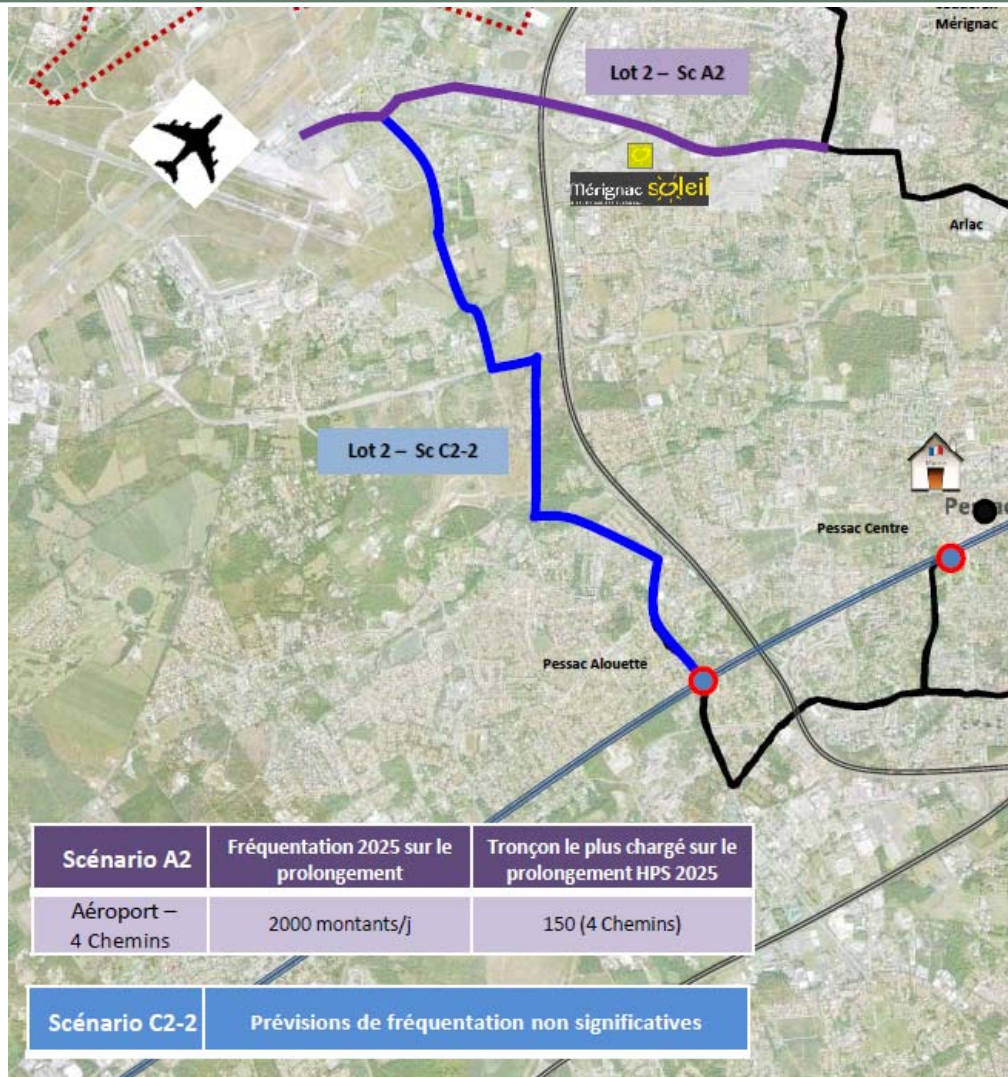 Mérignac
Lot 2 – Sc A2
Mérignac soleil
Arlac
Lot 2 – Sc C2-2
Mairie
Pessac Centre
Pessac Alouette
Scénario A2
Fréquentation 2025 sur le
prolongement
Tronçon le plus chargé sur le
prolongement HPS 2025
Aéroport –
4 Chemins
2000 montants/j
150 (4 Chemins)
Scénario C2-2
Prévisions de fréquentation non significatives